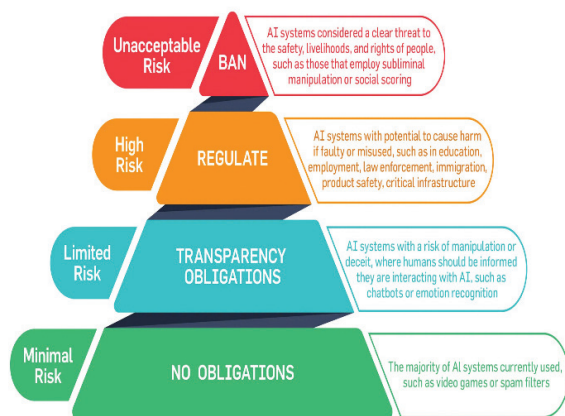 Unacceptable
Risk
BAN
AI systems considered a clear threat to
the safety, livelihoods, and rights of people,
such as those that employ subliminal
manipulation or social scoring
High
Risk
REGULATE
AI systems with potential to cause harm
if faulty or misused, such as in education,
employment, law enforcement, immigration,
product safety, critical infrastructure
Limited
Risk
TRANSPARENCY
OBLIGATIONS
AI systems with a risk of manipulation or
deceit, where humans should be informed
they are interacting with AI, such as
chatbots or emotion recognition
Minimal
Risk
NO OBLIGATIONS
The majority of AI systems currently used,
such as video games or spam filters